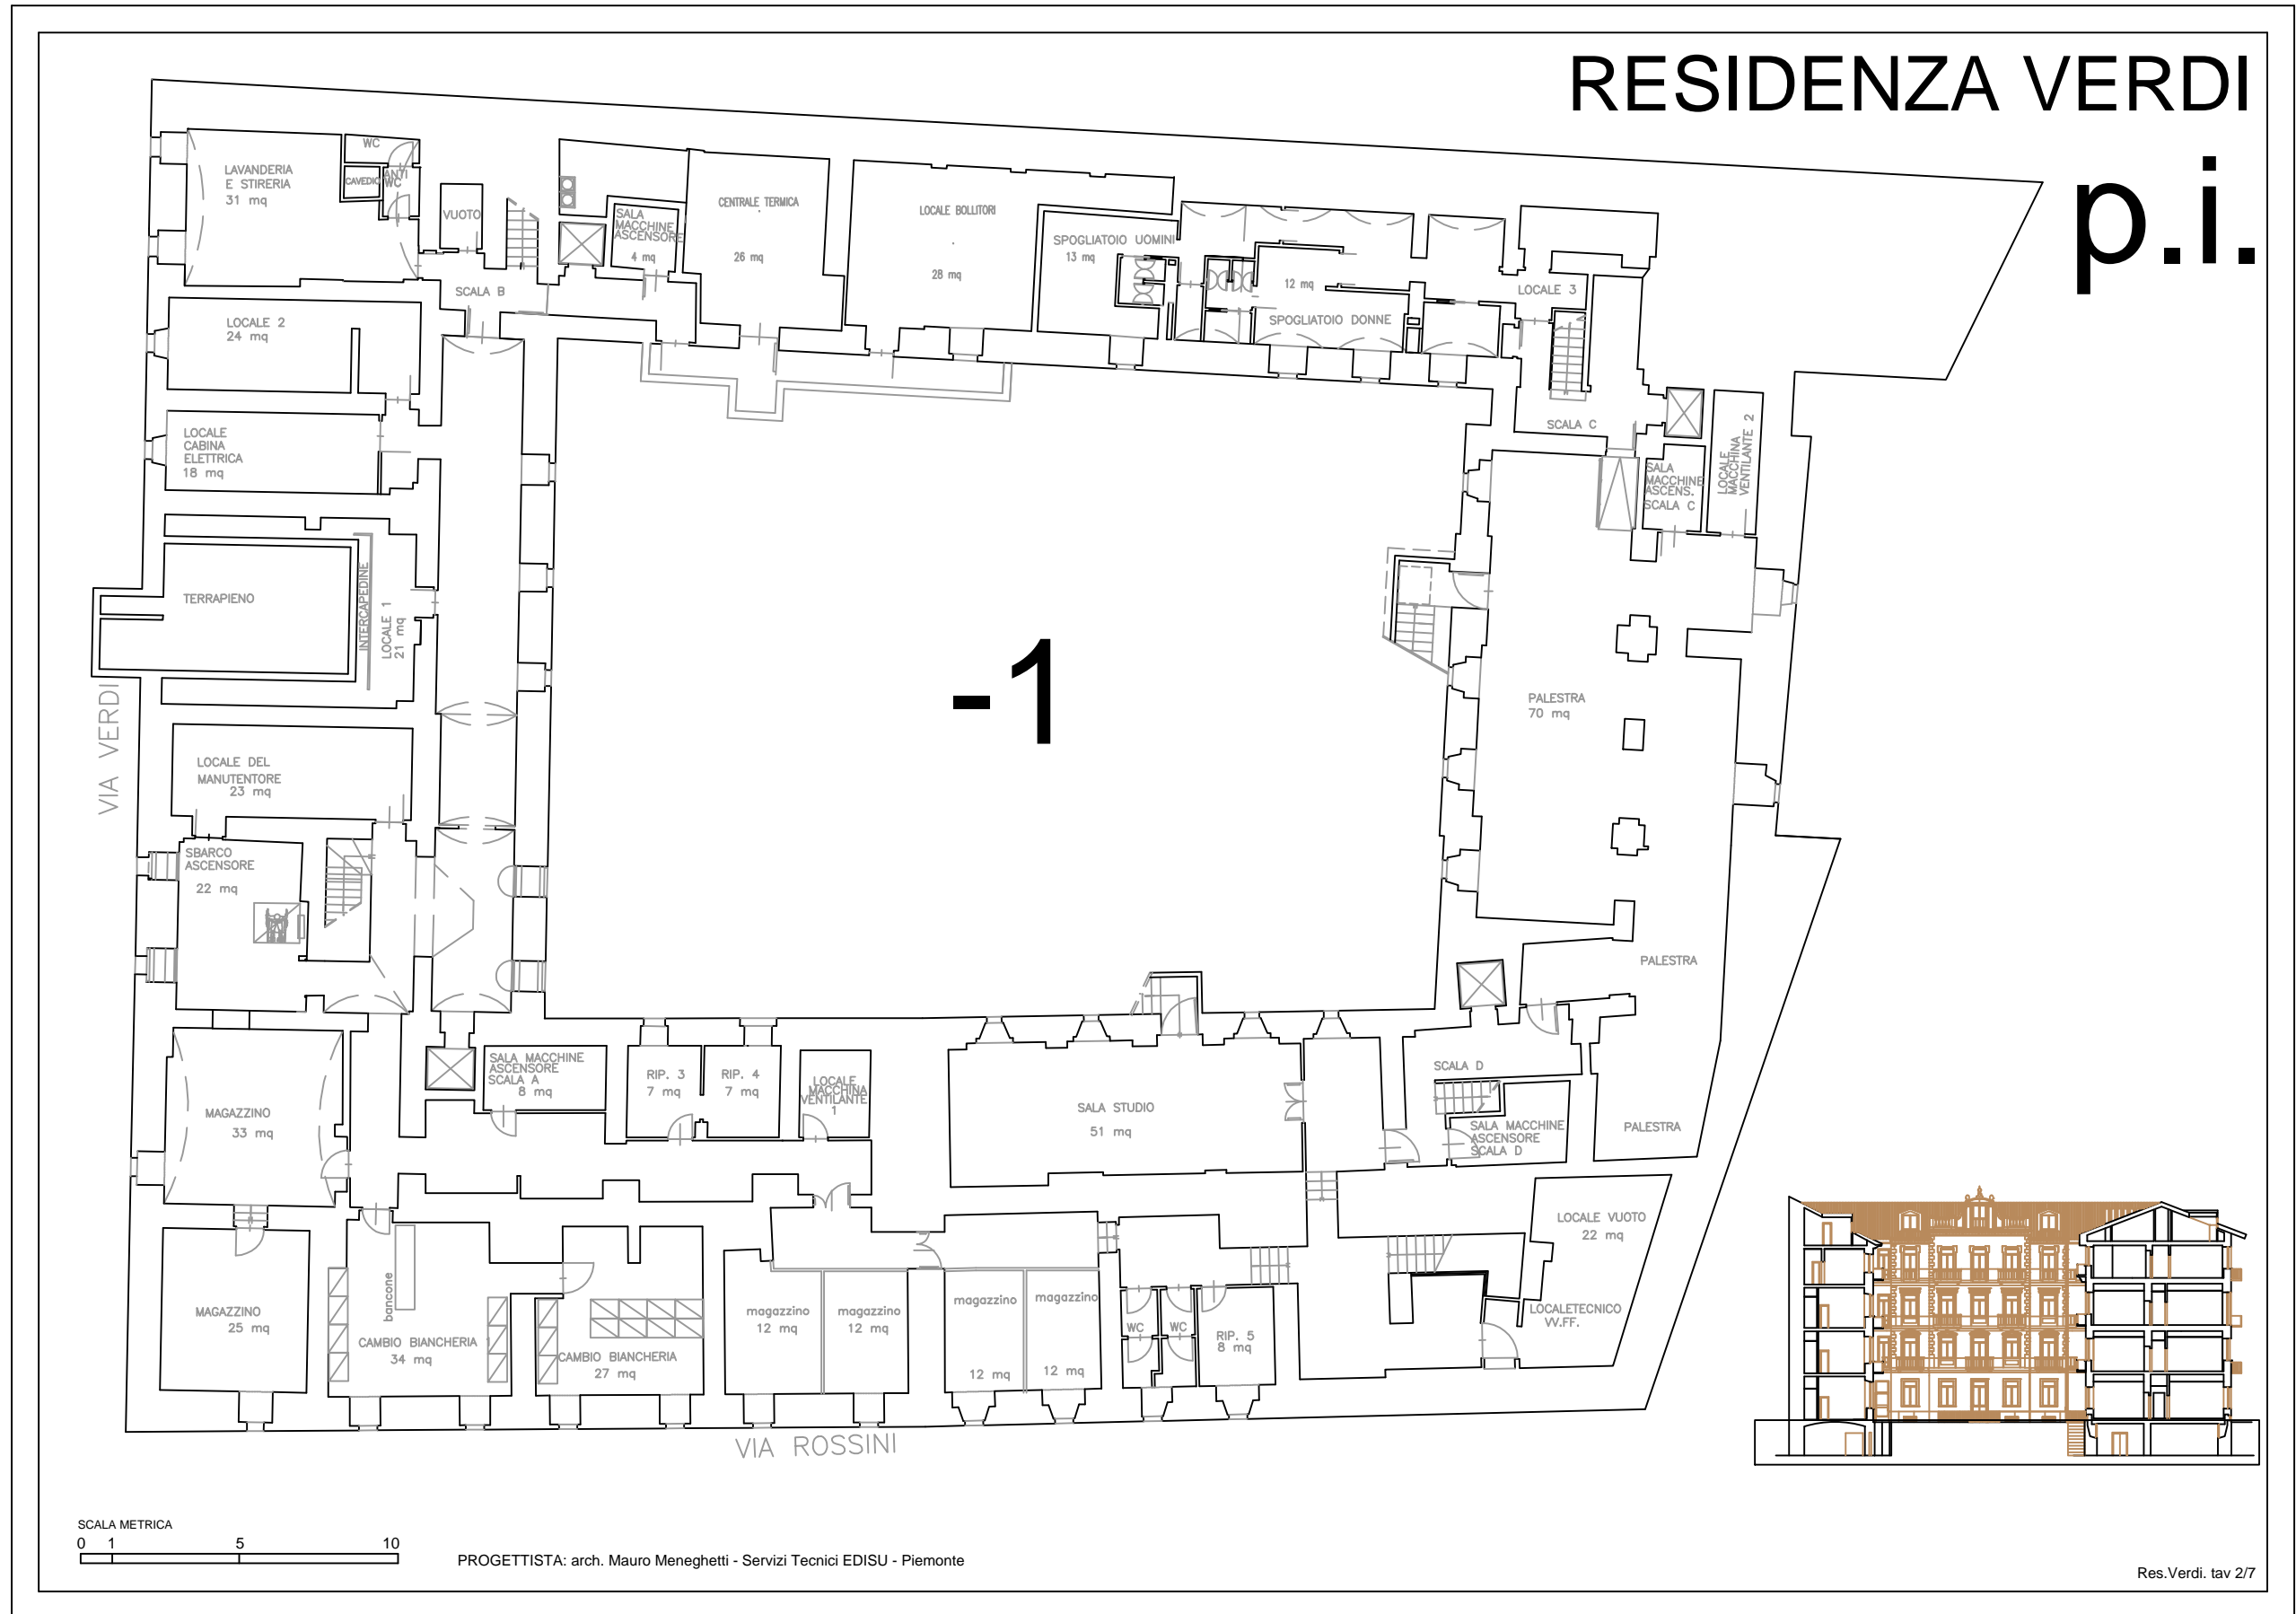 RESIDENZA VERDI
p.i.
WC
LAVANDERIA
E STIRERIA
31 mq
CAVEDIO
ANTI
WC
VUOTO
SALA
MACCHINE
ASCENSORE
4 mq
CENTRALE TERMICA
26 mq
LOCALE BOLLITORI
28 mq
SPOGLIATOIO UOMINI
13 mq
12 mq
SPOGLIATOIO DONNE
LOCALE 3
SCALA B
LOCALE 2
24 mq
LOCALE
CABINA
ELETTRICA
18 mq
SCALA C
SALA
MACCHINE
ASCENS.
SCALA C
LOCALE
MACCHINA
VENTILANTE 2
TERRAPIENO
INTERCAPEDINE
LOCALE 1
21 mq
-1
PALESTRA
70 mq
VIA VERDI
LOCALE DEL
MANUTENTORE
23 mq
SBARCO
ASCENSORE
22 mq
PALESTRA
SALA MACCHINE
ASCENSORE
SCALA A
8 mq
RIP. 3
7 mq
RIP. 4
7 mq
LOCALE
MACCHINA
VENTILANTE
1
SCALA D
MAGAZZINO
33 mq
SALA STUDIO
51 mq
SALA MACCHINE
ASCENSORE
SCALA D
PALESTRA
LOCALE VUOTO
22 mq
MAGAZZINO
25 mq
bancone
CAMBIO BIANCHERIA 1
34 mq
CAMBIO BIANCHERIA
27 mq
magazzino
12 mq
magazzino
12 mq
magazzino
12 mq
magazzino
12 mq
WC
WC
RIP. 5
8 mq
LOCALETECNICO
VV.FF.
VIA ROSSINI
SCALA METRICA
0 1 5 10
PROGETTISTA: arch. Mauro Meneghetti - Servizi Tecnici EDISU - Piemonte
Res.Verdi. tav 2/7